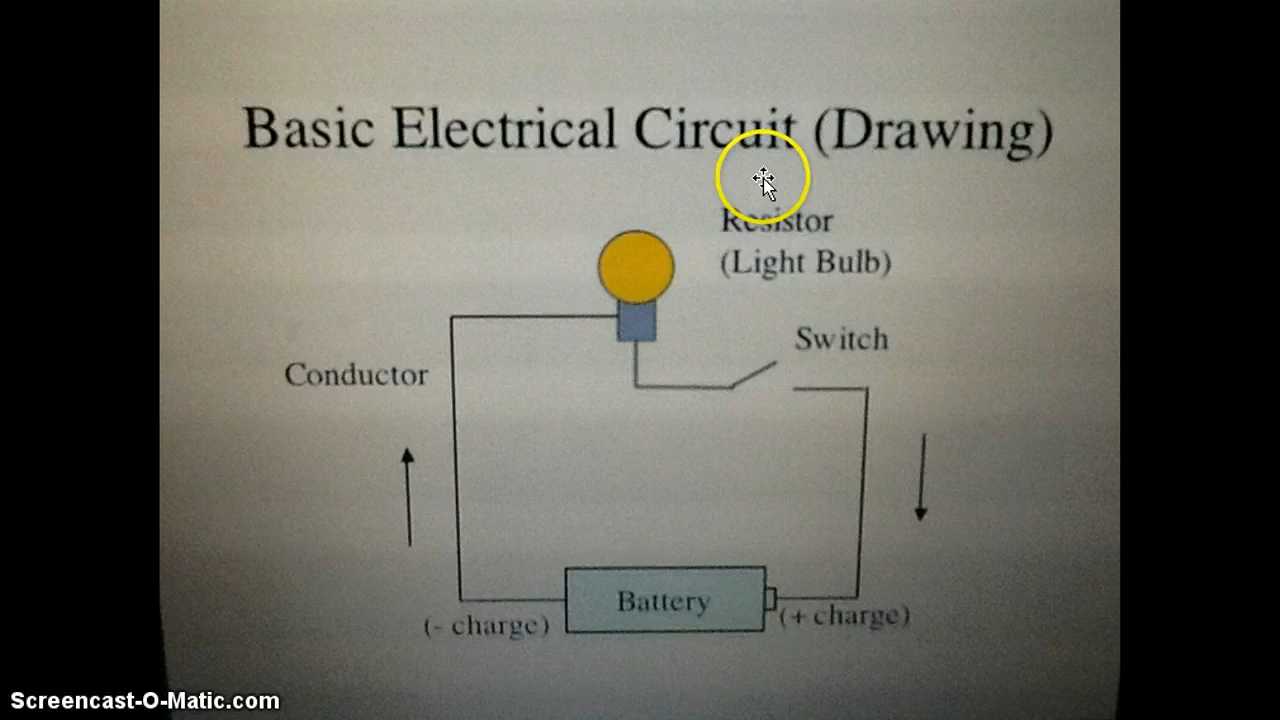 Basic Electrical Circuit (Drawing)
Resistor
(Light Bulb)
Switch
Conductor
Battery
(- charge)
(+ charge)
Screencast-O-Matic.com